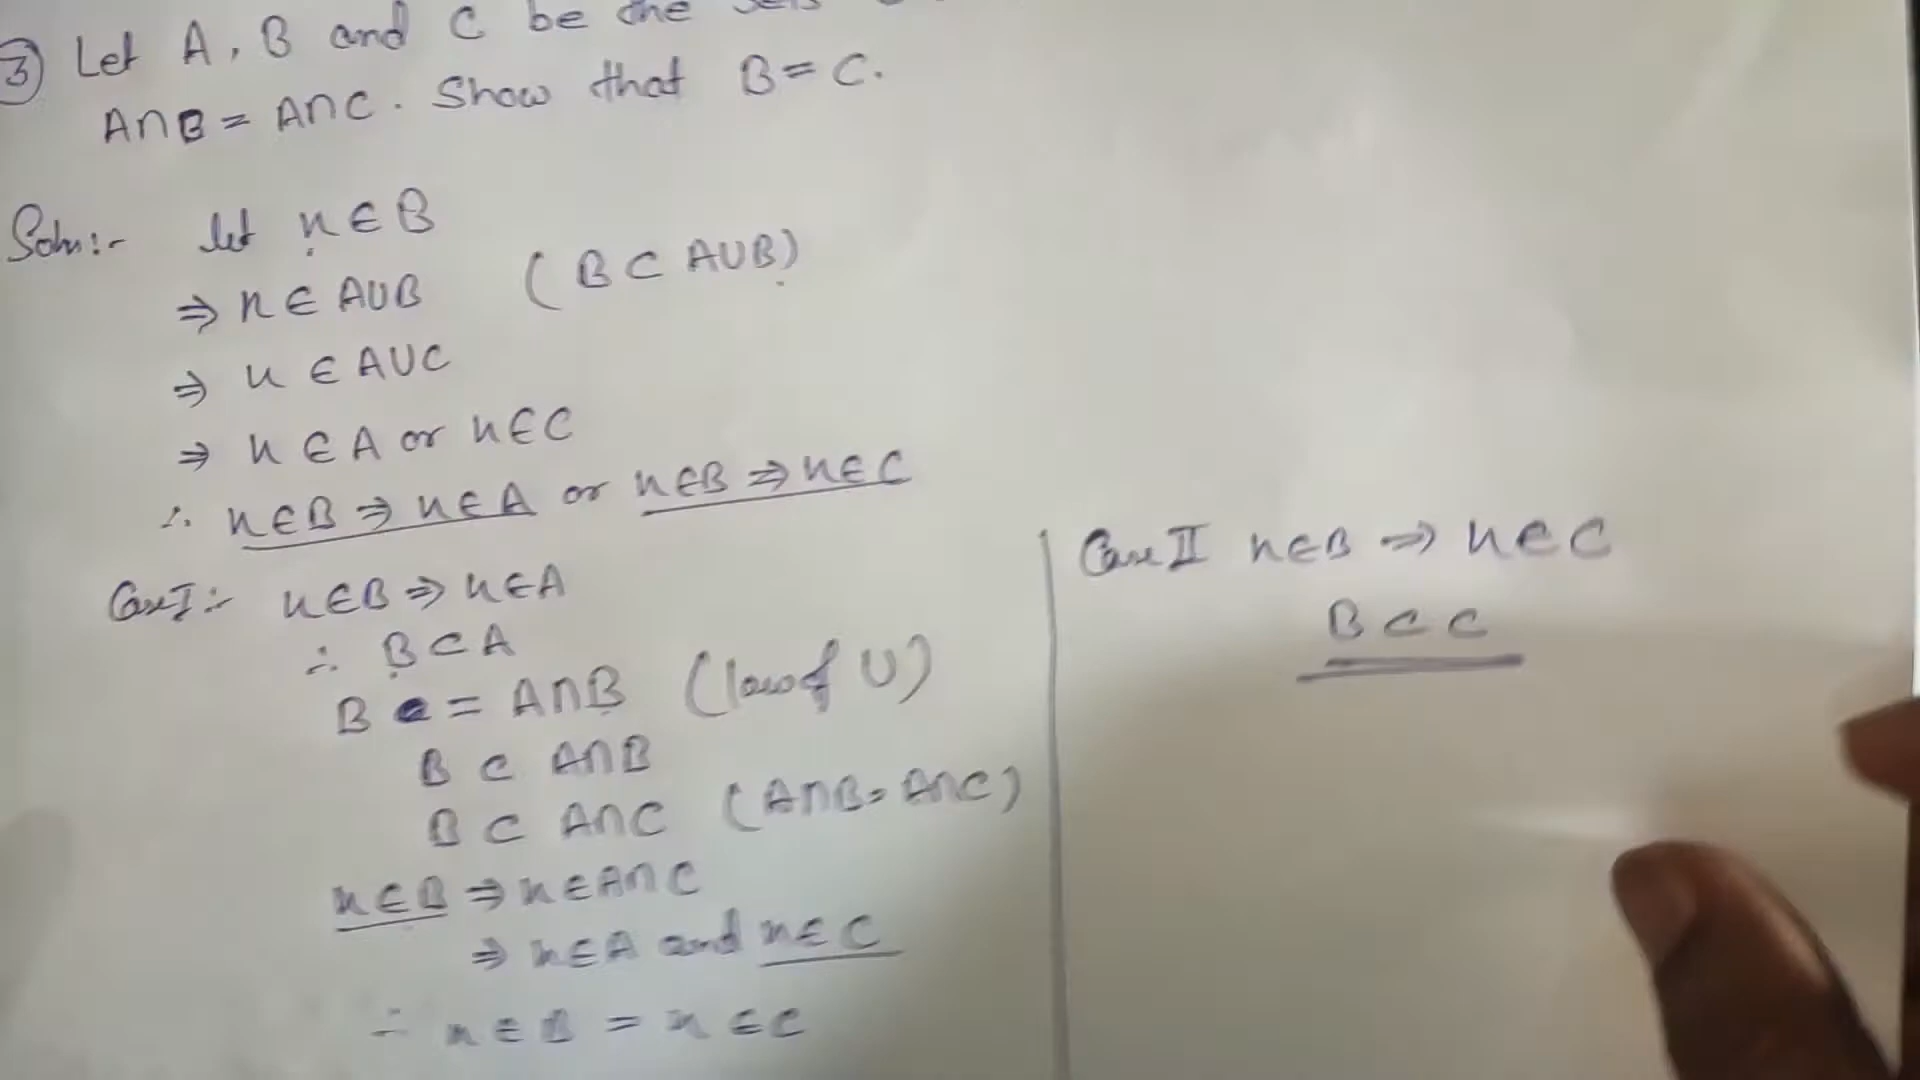 ③ Let A, B and C be the
A∩B = A∩C. Show that B=C.
Soln:- let x∈B
⇒ x∈ A∪B (B⊂A∪B)
⇒ x ∈ A∪C
⇒ x ∈ A or x∈C
∴ x∈B ⇒ x∈A or x∈B ⇒ x∈C
Case I :- x∈B ⇒ x∈A
∴ B⊂A
B = A∩B (law of ∪)
B ⊂ A∩B
B ⊂ A∩C (A∩B = A∩C)
x∈B ⇒ x∈A∩C
⇒ x∈A and x∈C
∴ x∈B = x∈C
Case II x∈B ⇒ x∈C
B⊂C